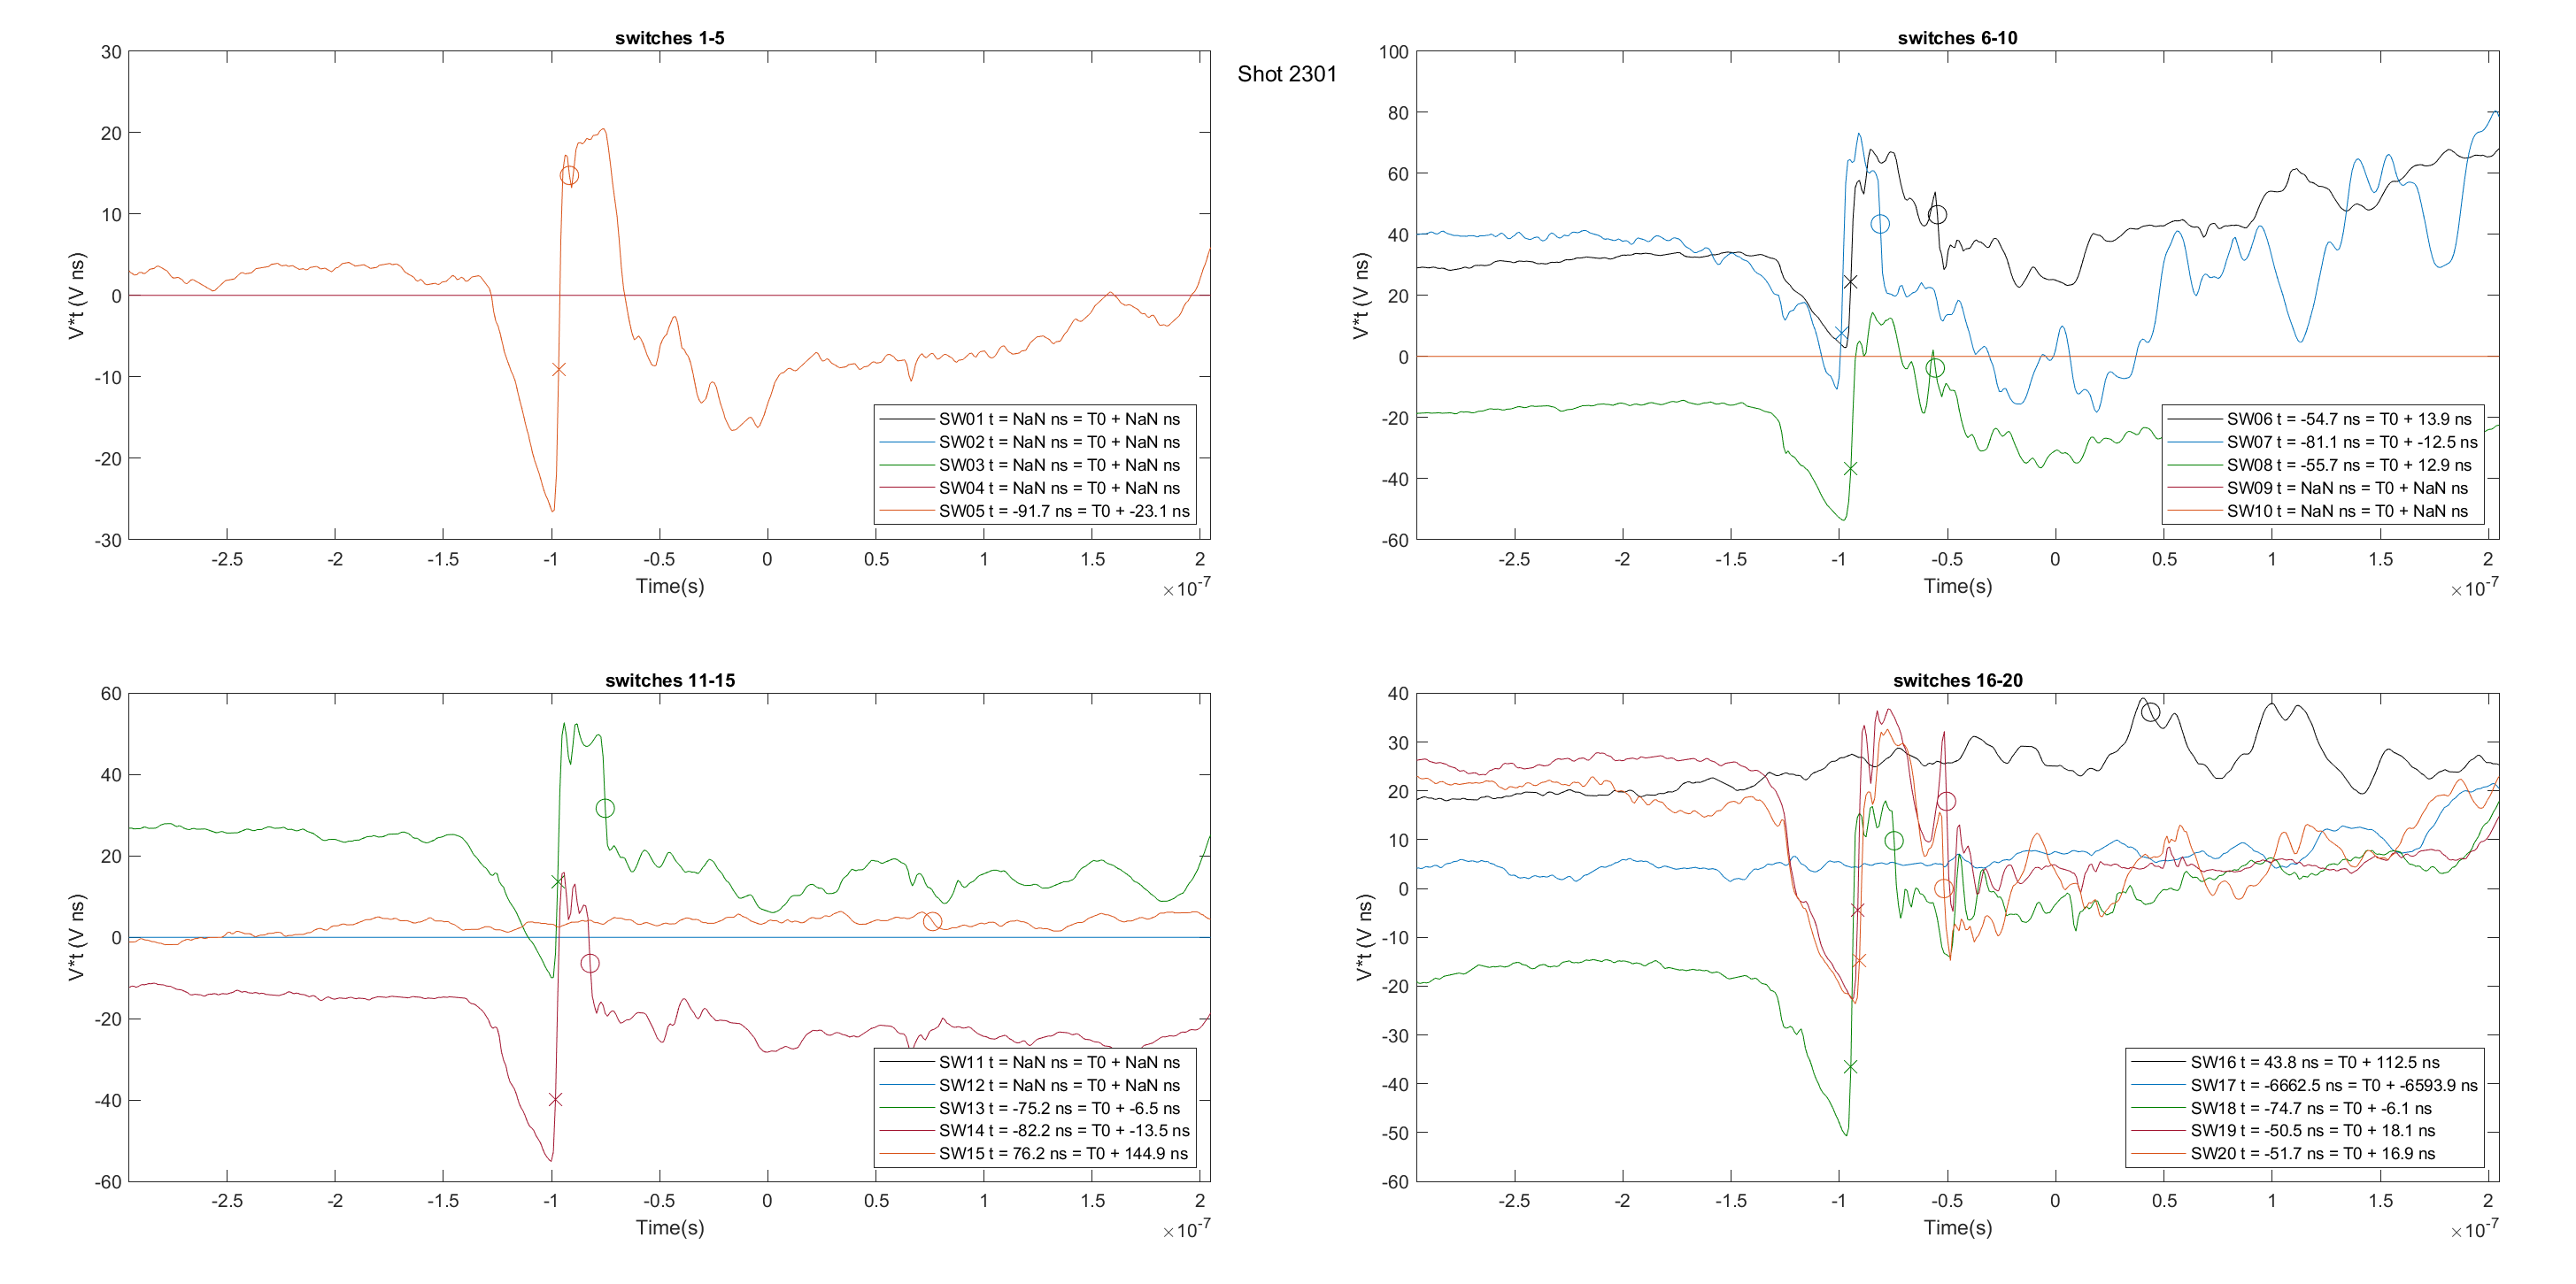 Shot 2301
switches 1-5
30
20
10
0
-10
-20
-30
V*t (V ns)
-2.5 -2 -1.5 -1 -0.5 0 0.5 1 1.5 2
Time(s)
×10-7
SW01 t = NaN ns = T0 + NaN ns
SW02 t = NaN ns = T0 + NaN ns
SW03 t = NaN ns = T0 + NaN ns
SW04 t = NaN ns = T0 + NaN ns
SW05 t = -91.7 ns = T0 + -23.1 ns
switches 6-10
100
80
60
40
20
0
-20
-40
-60
V*t (V ns)
-2.5 -2 -1.5 -1 -0.5 0 0.5 1 1.5 2
Time(s)
×10-7
SW06 t = -54.7 ns = T0 + 13.9 ns
SW07 t = -81.1 ns = T0 + -12.5 ns
SW08 t = -55.7 ns = T0 + 12.9 ns
SW09 t = NaN ns = T0 + NaN ns
SW10 t = NaN ns = T0 + NaN ns
switches 11-15
60
40
20
0
-20
-40
-60
V*t (V ns)
-2.5 -2 -1.5 -1 -0.5 0 0.5 1 1.5 2
Time(s)
×10-7
SW11 t = NaN ns = T0 + NaN ns
SW12 t = NaN ns = T0 + NaN ns
SW13 t = -75.2 ns = T0 + -6.5 ns
SW14 t = -82.2 ns = T0 + -13.5 ns
SW15 t = 76.2 ns = T0 + 144.9 ns
switches 16-20
40
30
20
10
0
-10
-20
-30
-40
-50
-60
V*t (V ns)
-2.5 -2 -1.5 -1 -0.5 0 0.5 1 1.5 2
Time(s)
×10-7
SW16 t = 43.8 ns = T0 + 112.5 ns
SW17 t = -6662.5 ns = T0 + -6593.9 ns
SW18 t = -74.7 ns = T0 + -6.1 ns
SW19 t = -50.5 ns = T0 + 18.1 ns
SW20 t = -51.7 ns = T0 + 16.9 ns